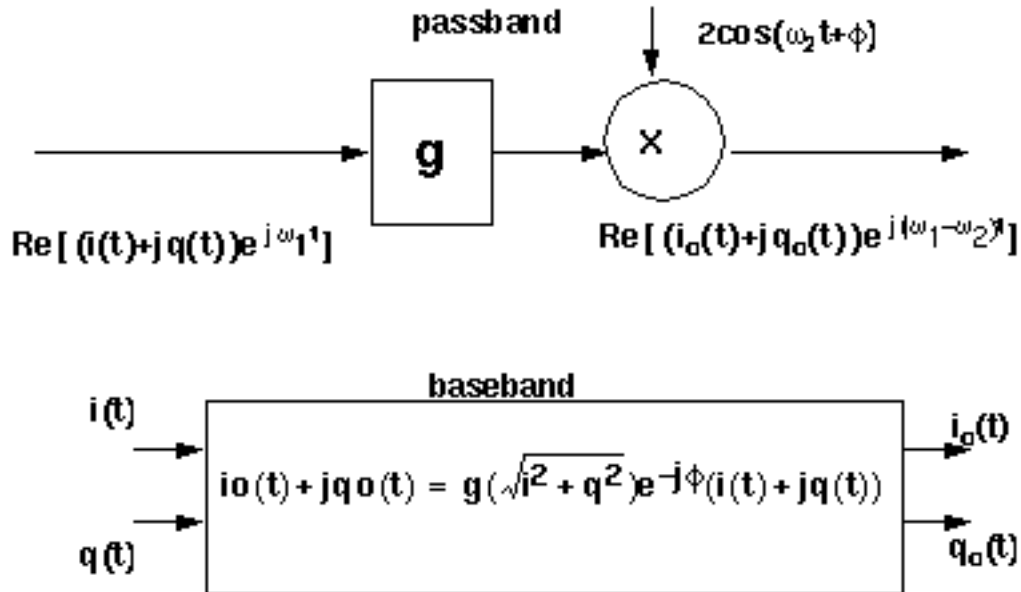 passband
2cos(ω₂t+ϕ)
g
×
Re[ (i(t)+jq(t))e^{jω₁t}]
Re[ (iₒ(t)+jqₒ(t))e^{j(ω₁−ω₂)t}]
baseband
i(t)
iₒ(t)
io(t)+jqo(t) = g(√(i²+q²))e^{−jϕ}(i(t)+jq(t))
q(t)
qₒ(t)